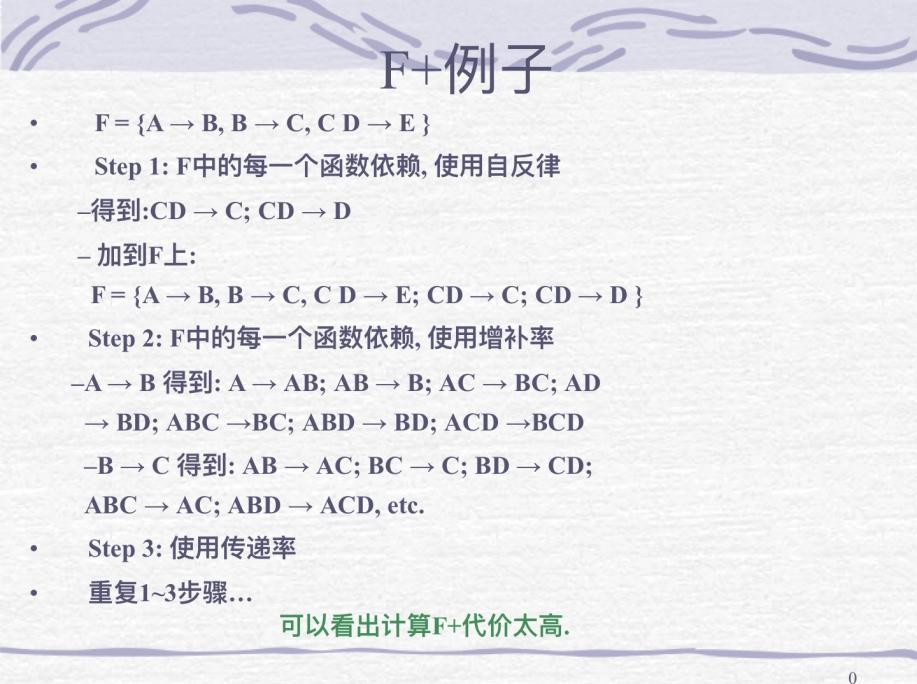 F+例子
• F = {A → B, B → C, C D → E }
• Step 1: F中的每一个函数依赖, 使用自反律
–得到:CD → C; CD → D
– 加到F上:
F = {A → B, B → C, C D → E; CD → C; CD → D }
• Step 2: F中的每一个函数依赖, 使用增补率
–A → B 得到: A → AB; AB → B; AC → BC; AD
→ BD; ABC →BC; ABD → BD; ACD →BCD
–B → C 得到: AB → AC; BC → C; BD → CD;
ABC → AC; ABD → ACD, etc.
• Step 3: 使用传递率
• 重复1~3步骤…
可以看出计算F+代价太高.
0